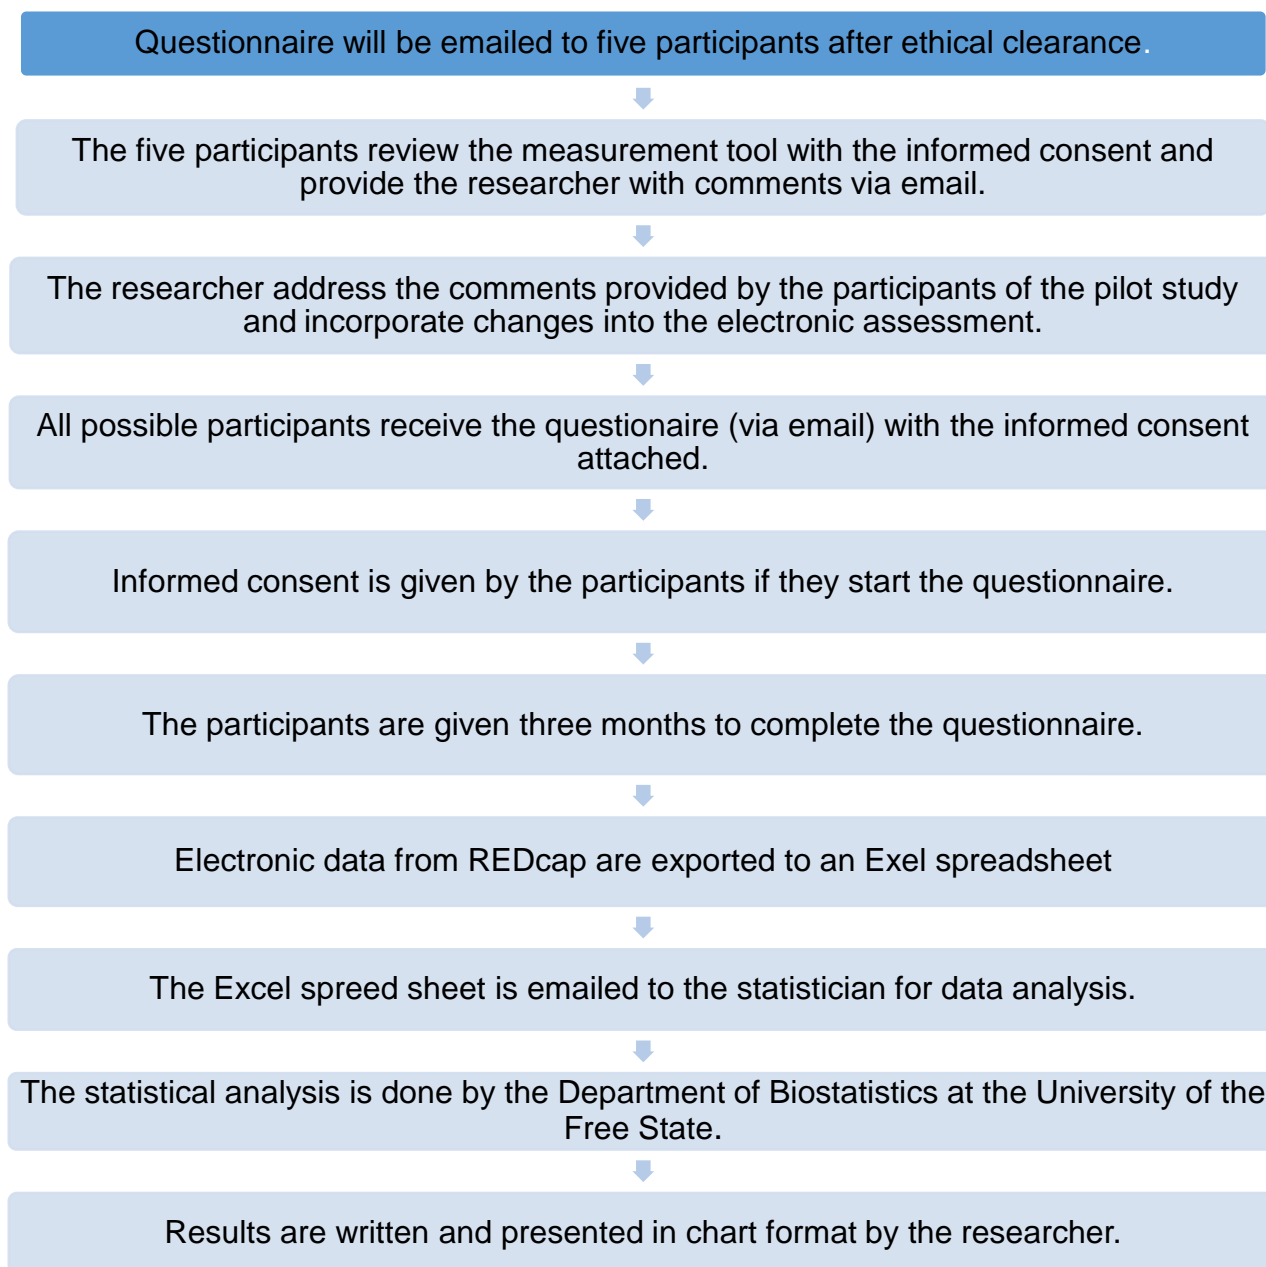 Questionnaire will be emailed to five participants after ethical clearance.
The five participants review the measurement tool with the informed consent and
provide the researcher with comments via email.
The researcher address the comments provided by the participants of the pilot study
and incorporate changes into the electronic assessment.
All possible participants receive the questionaire (via email) with the informed consent
attached.
Informed consent is given by the participants if they start the questionnaire.
The participants are given three months to complete the questionnaire.
Electronic data from REDcap are exported to an Exel spreadsheet
The Excel spreed sheet is emailed to the statistician for data analysis.
The statistical analysis is done by the Department of Biostatistics at the University of the
Free State.
Results are written and presented in chart format by the researcher.